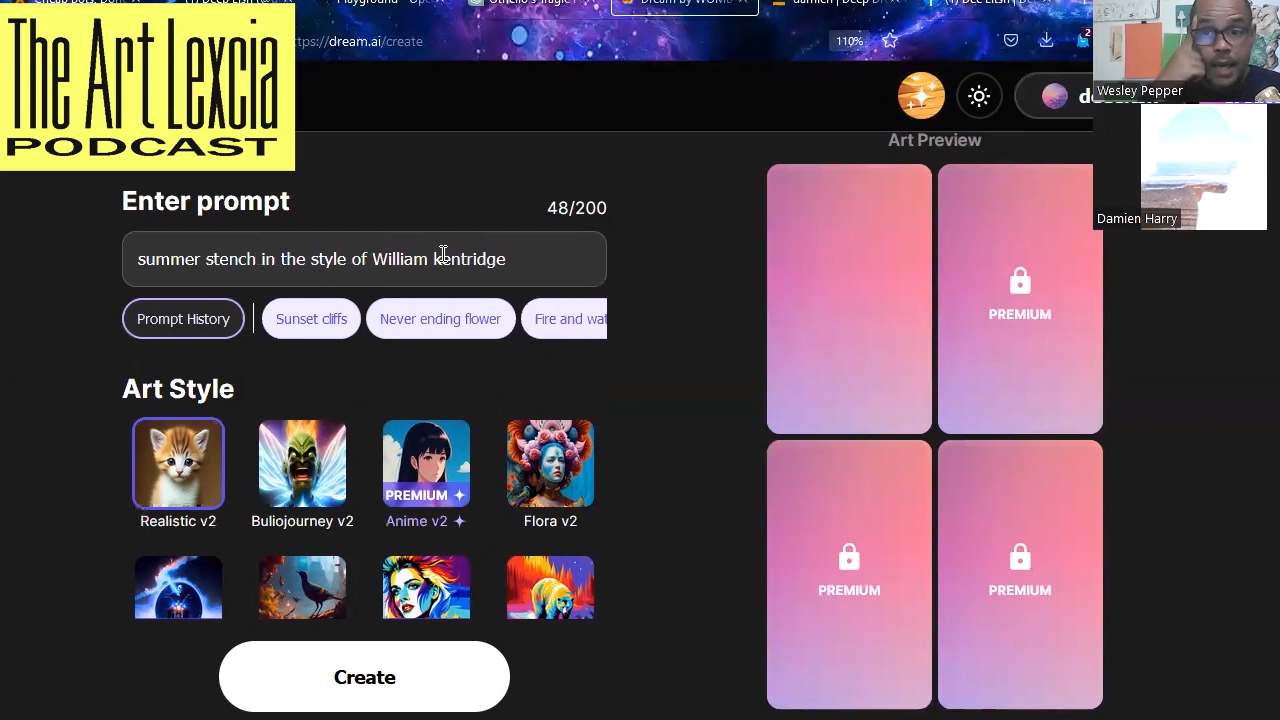 The Art Lexcia
PODCAST
https://dream.ai/create
110%
2
Wesley Pepper
Damien Harry
Art Preview
Enter prompt
48/200
summer stench in the style of William kentridge
Prompt History
Sunset cliffs
Never ending flower
Fire and wat
Art Style
PREMIUM
Realistic v2
Buliojourney v2
Anime v2
Flora v2
PREMIUM
PREMIUM
PREMIUM
Create